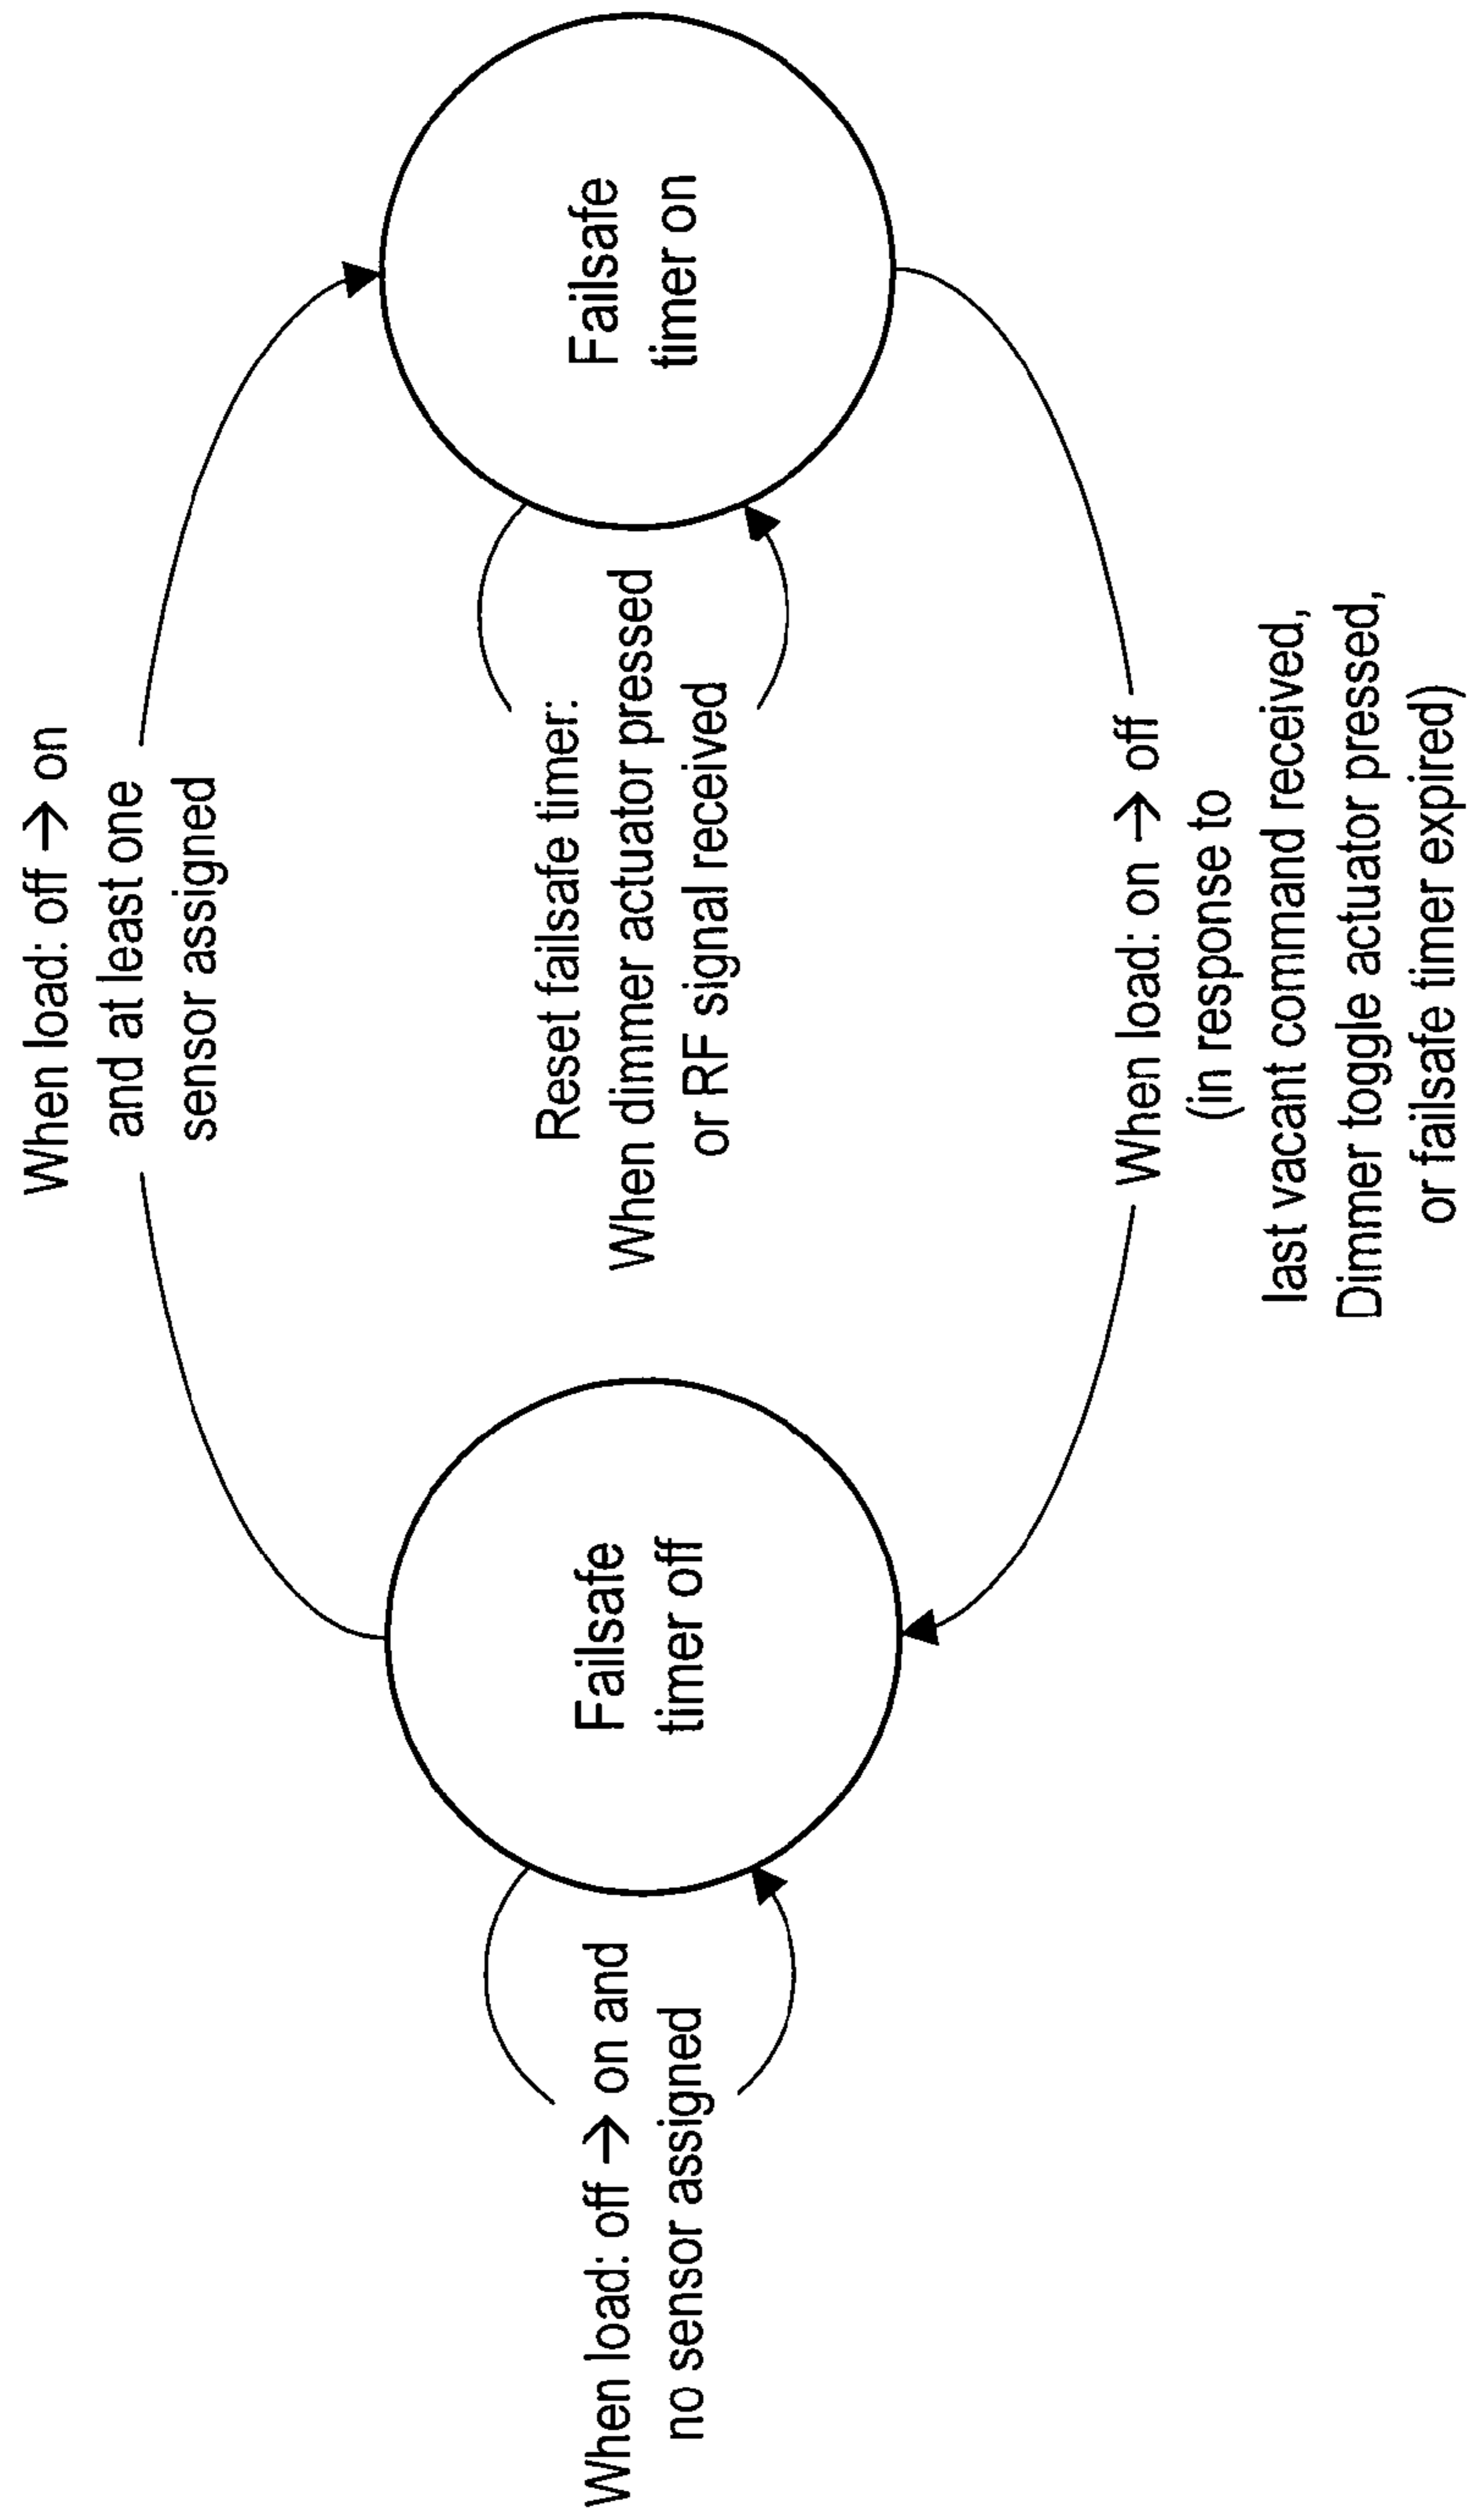 When load: off → on
and at least one
sensor assigned
When load: off → on and
no sensor assigned
Failsafe
timer off
Reset failsafe timer:
When dimmer actuator pressed
or RF signal received
Failsafe
timer on
When load: on → off
(in response to
last vacant command received,
Dimmer toggle actuator pressed,
or failsafe timer expired)